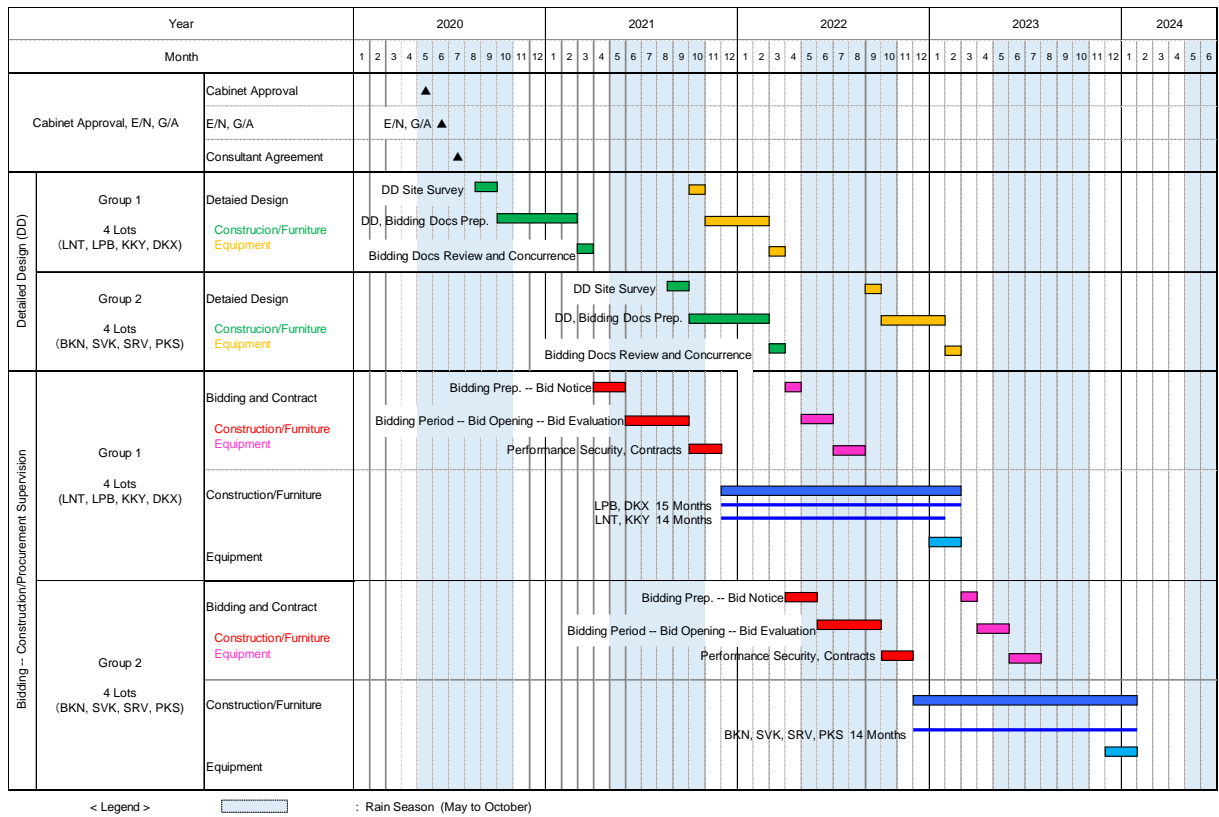 Year 2020 2021 2022 2023 2024
Month 1 2 3 4 5 6 7 8 9 10 11 12 1 2 3 4 5 6 7 8 9 10 11 12 1 2 3 4 5 6 7 8 9 10 11 12 1 2 3 4 5 6 7 8 9 10 11 12 1 2 3 4 5 6
Cabinet Approval, E/N, G/A
Cabinet Approval ▲
E/N, G/A E/N, G/A ▲
Consultant Agreement ▲
Detailed Design (DD)
Group 1
4 Lots
(LNT, LPB, KKY, DKX)
Detaied Design
Construcion/Furniture
Equipment
DD Site Survey
DD, Bidding Docs Prep.
Bidding Docs Review and Concurrence
Group 2
4 Lots
(BKN, SVK, SRV, PKS)
Detaied Design
Construcion/Furniture
Equipment
DD Site Survey
DD, Bidding Docs Prep.
Bidding Docs Review and Concurrence
Bidding -- Construction/Procurement Supervision
Group 1
4 Lots
(LNT, LPB, KKY, DKX)
Bidding and Contract
Construction/Furniture
Equipment
Bidding Prep. -- Bid Notice
Bidding Period -- Bid Opening -- Bid Evaluation
Performance Security, Contracts
Construction/Furniture
LPB, DKX 15 Months
LNT, KKY 14 Months
Equipment
Group 2
4 Lots
(BKN, SVK, SRV, PKS)
Bidding and Contract
Construction/Furniture
Equipment
Bidding Prep. -- Bid Notice
Bidding Period -- Bid Opening -- Bid Evaluation
Performance Security, Contracts
Construction/Furniture
BKN, SVK, SRV, PKS 14 Months
Equipment
< Legend > : Rain Season (May to October)